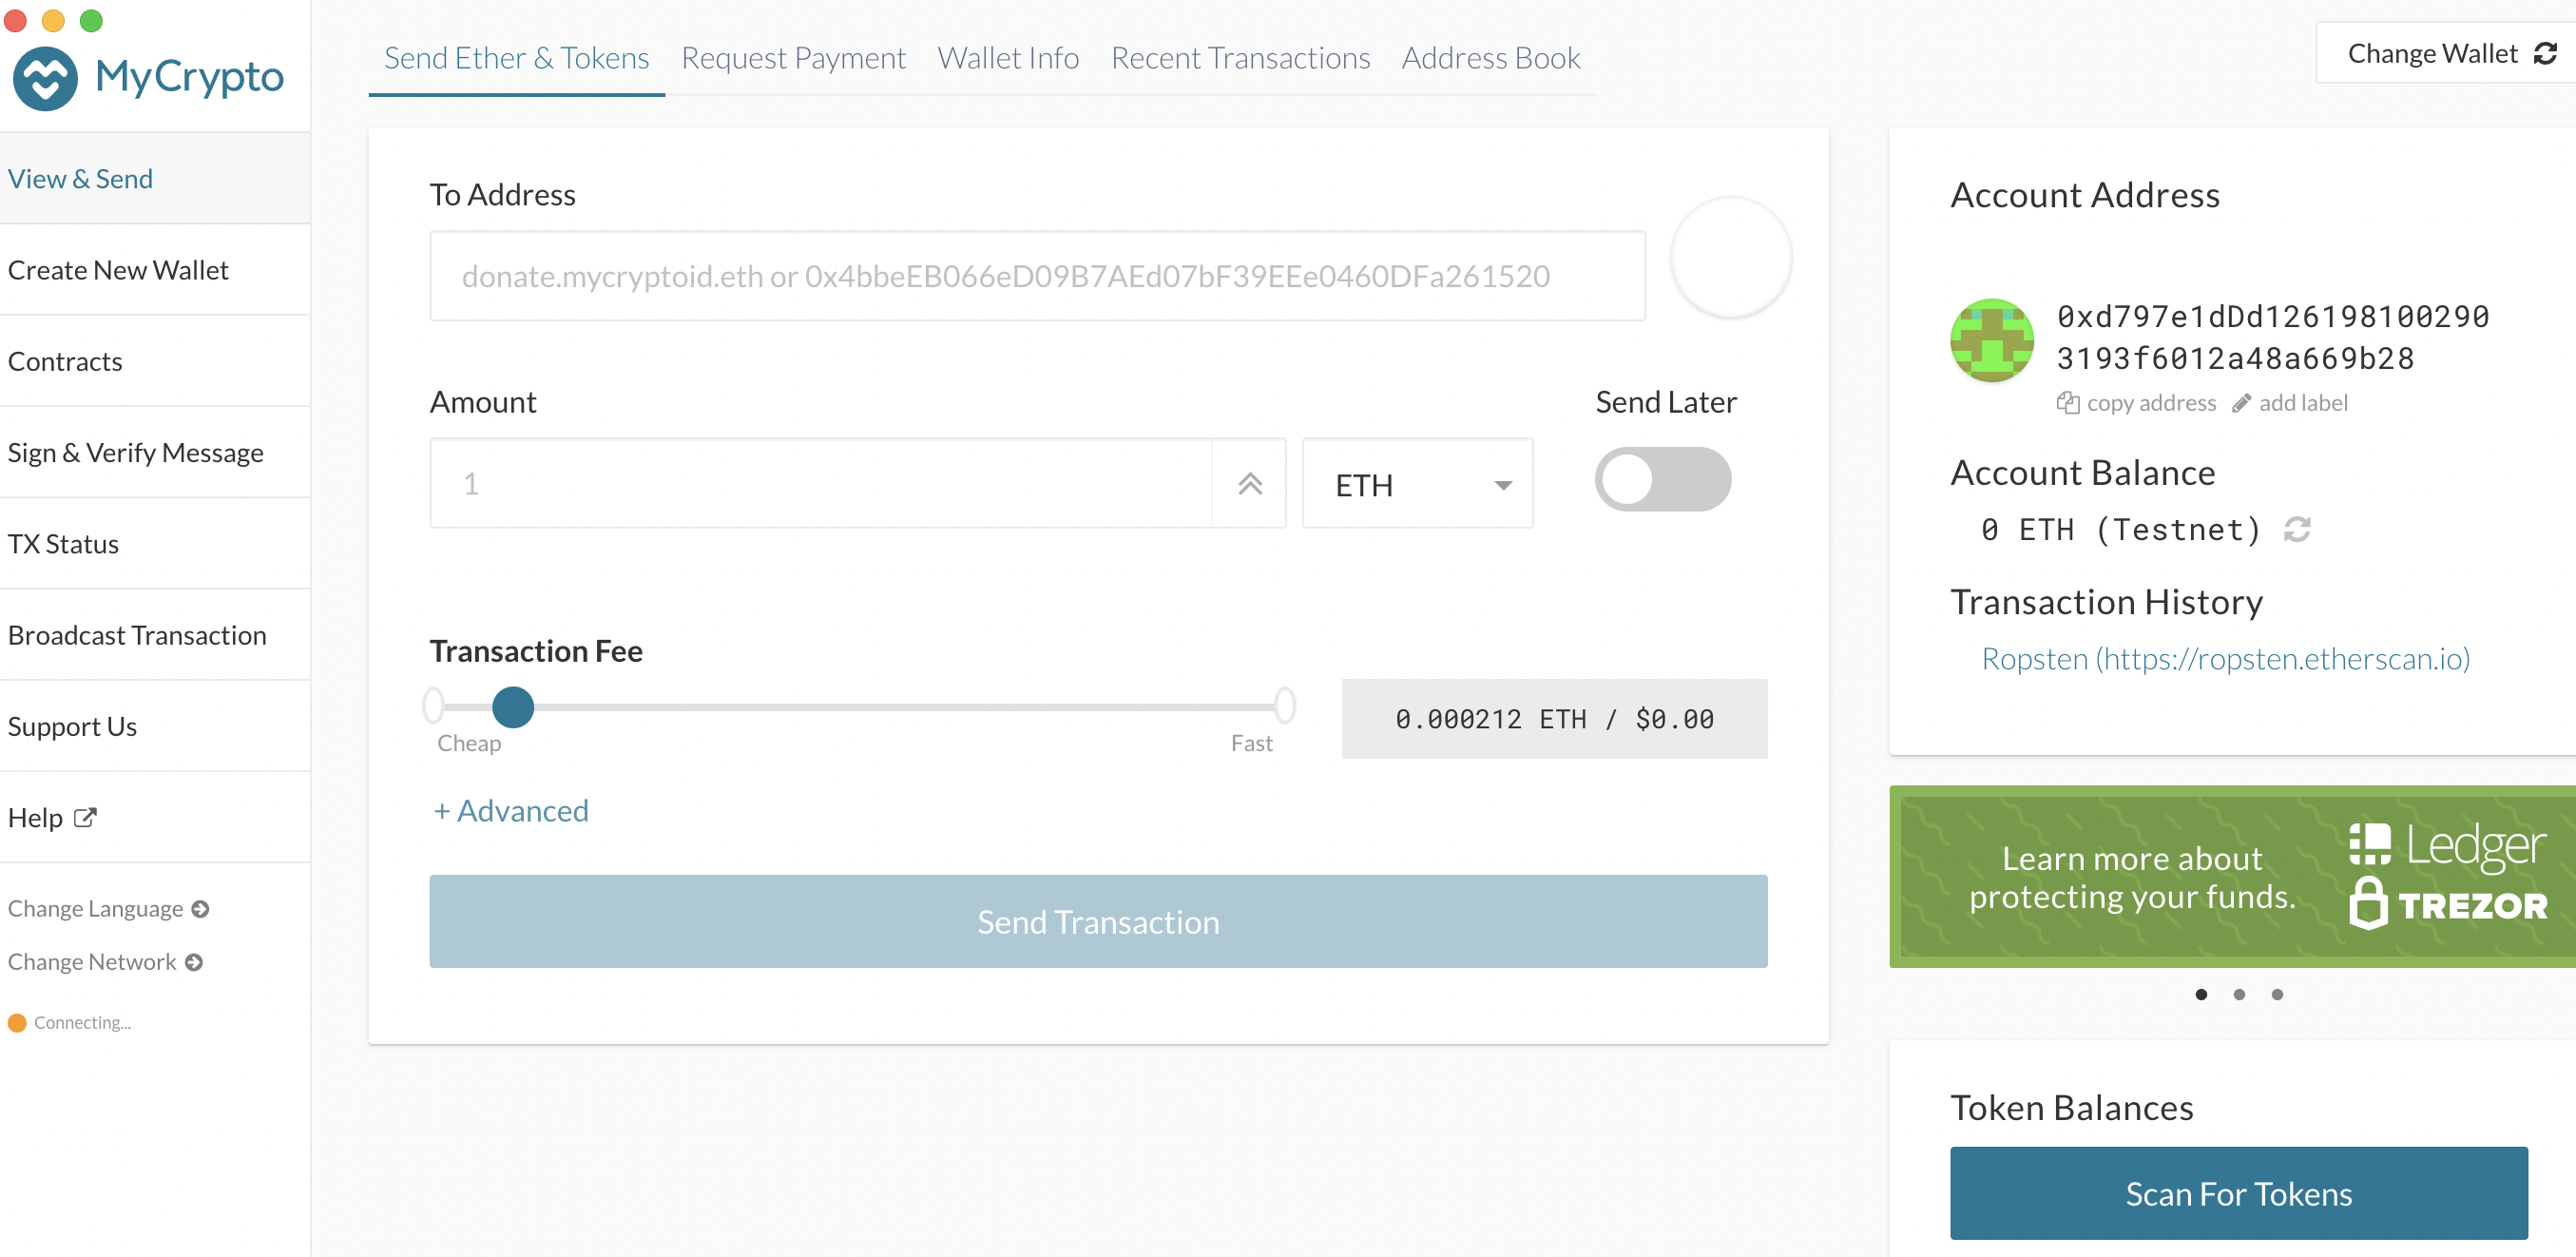 MyCrypto
View & Send
Create New Wallet
Contracts
Sign & Verify Message
TX Status
Broadcast Transaction
Support Us
Help
Change Language
Change Network
Connecting...
Send Ether & Tokens
Request Payment
Wallet Info
Recent Transactions
Address Book
Change Wallet
To Address
donate.mycryptoid.eth or 0x4bbeEB066eD09B7AEd07bF39EEe0460DFa261520
Amount
Send Later
1
ETH
Transaction Fee
Cheap
Fast
0.000212 ETH / $0.00
+ Advanced
Send Transaction
Account Address
0xd797e1dDd126198100290
3193f6012a48a669b28
copy address
add label
Account Balance
0 ETH (Testnet)
Transaction History
Ropsten (https://ropsten.etherscan.io)
Learn more about
protecting your funds.
Ledger
TREZOR
Token Balances
Scan For Tokens